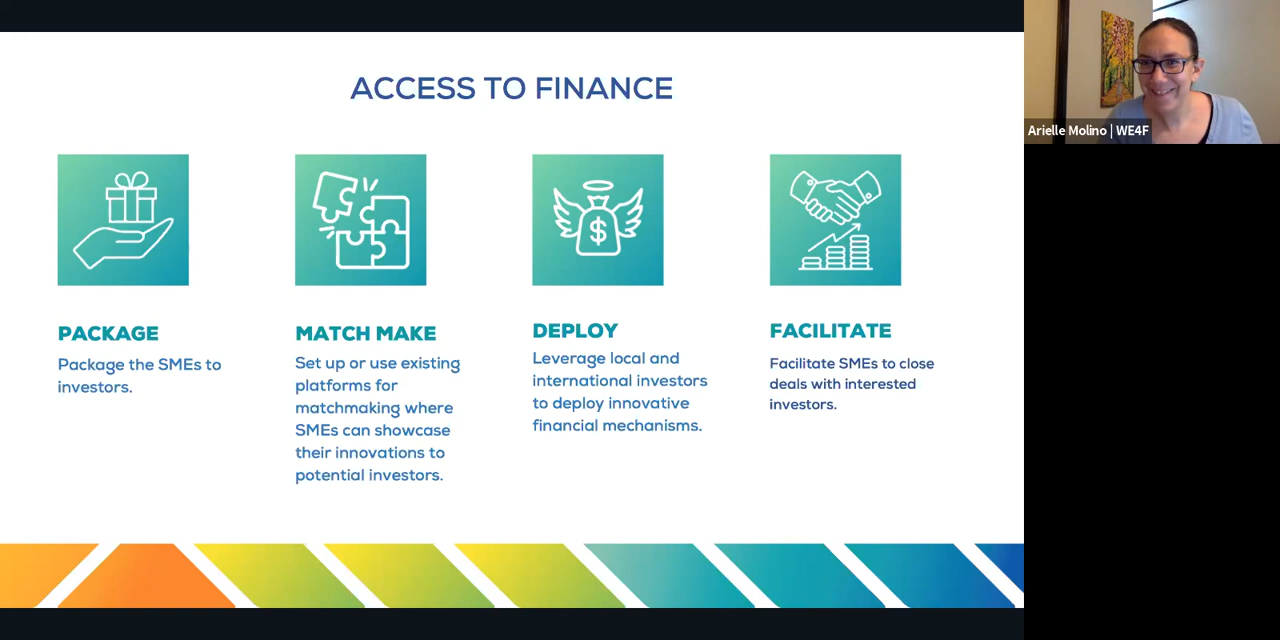 ACCESS TO FINANCE
PACKAGE
Package the SMEs to
investors.
MATCH MAKE
Set up or use existing
platforms for
matchmaking where
SMEs can showcase
their innovations to
potential investors.
$
DEPLOY
Leverage local and
international investors
to deploy innovative
financial mechanisms.
FACILITATE
Facilitate SMEs to close
deals with interested
investors.
Arielle Molino | WE4F